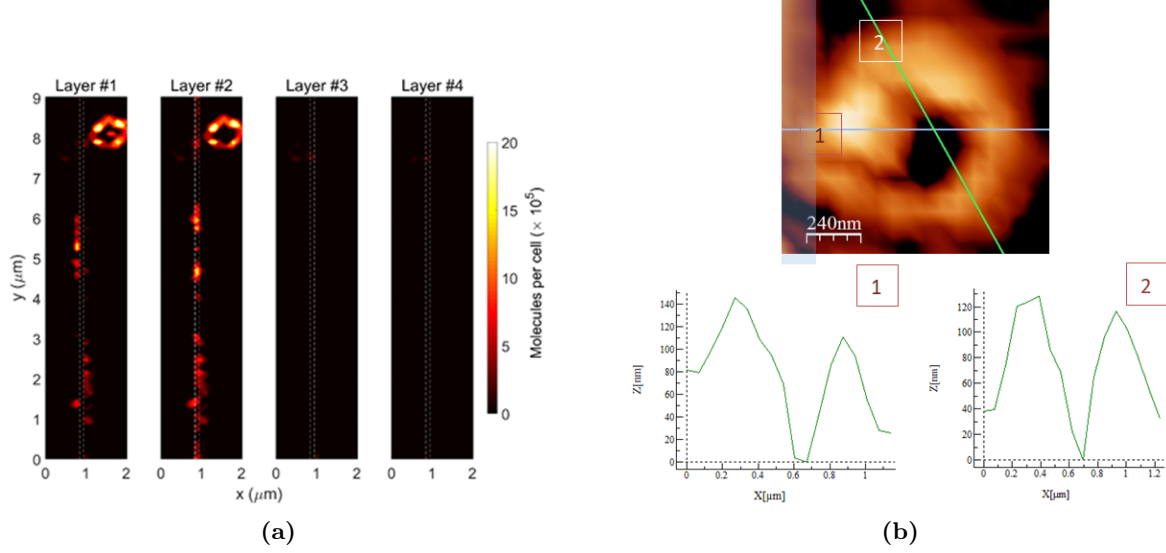 Layer #1 Layer #2 Layer #3 Layer #4
9
8
7
6
5
4
3
2
1
0
y (μm)
0 1 2 0 1 2 0 1 2 0 1 2
x (μm)
20
15
10
5
0
Molecules per cell (× 10⁵)
(a)
2
1
240nm
1
140
120
100
80
60
40
20
0
Z[nm]
0 0.2 0.4 0.6 0.8 1
X[µm]
2
120
100
80
60
40
20
0
Z[nm]
0 0.2 0.4 0.6 0.8 1 1.2
X[µm]
(b)